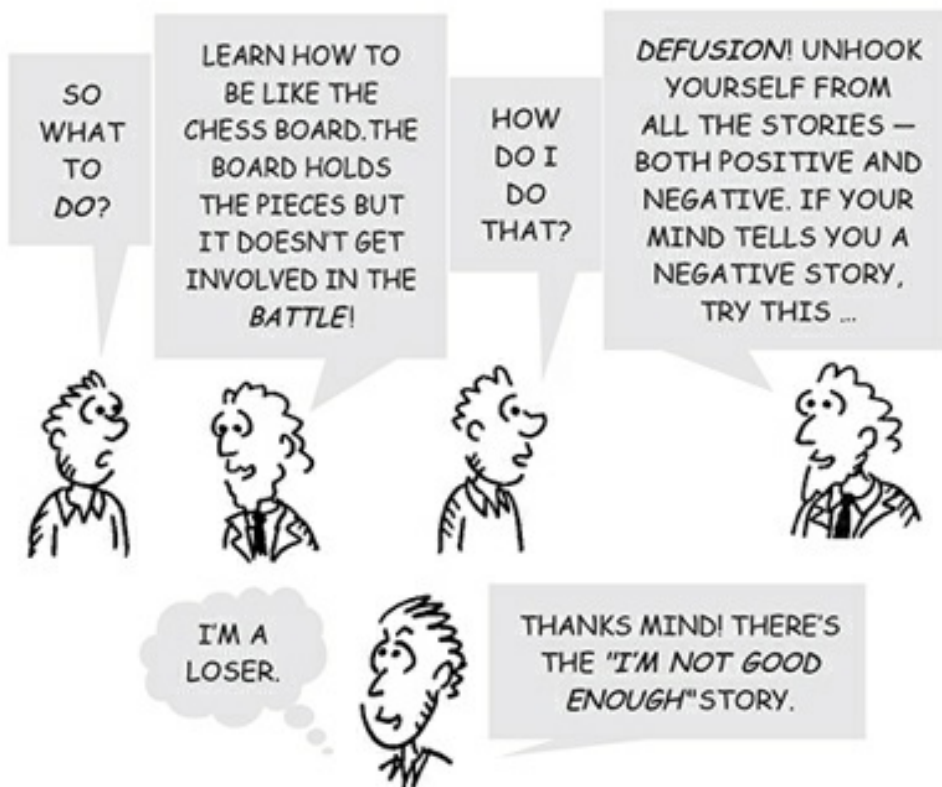 SO
WHAT
TO
DO?
LEARN HOW TO
BE LIKE THE
CHESS BOARD.THE
BOARD HOLDS
THE PIECES BUT
IT DOESN'T GET
INVOLVED IN THE
BATTLE!
HOW
DO I
DO
THAT?
DEFUSION! UNHOOK
YOURSELF FROM
ALL THE STORIES —
BOTH POSITIVE AND
NEGATIVE. IF YOUR
MIND TELLS YOU A
NEGATIVE STORY,
TRY THIS ...
I'M A
LOSER.
THANKS MIND! THERE'S
THE "I'M NOT GOOD
ENOUGH" STORY.